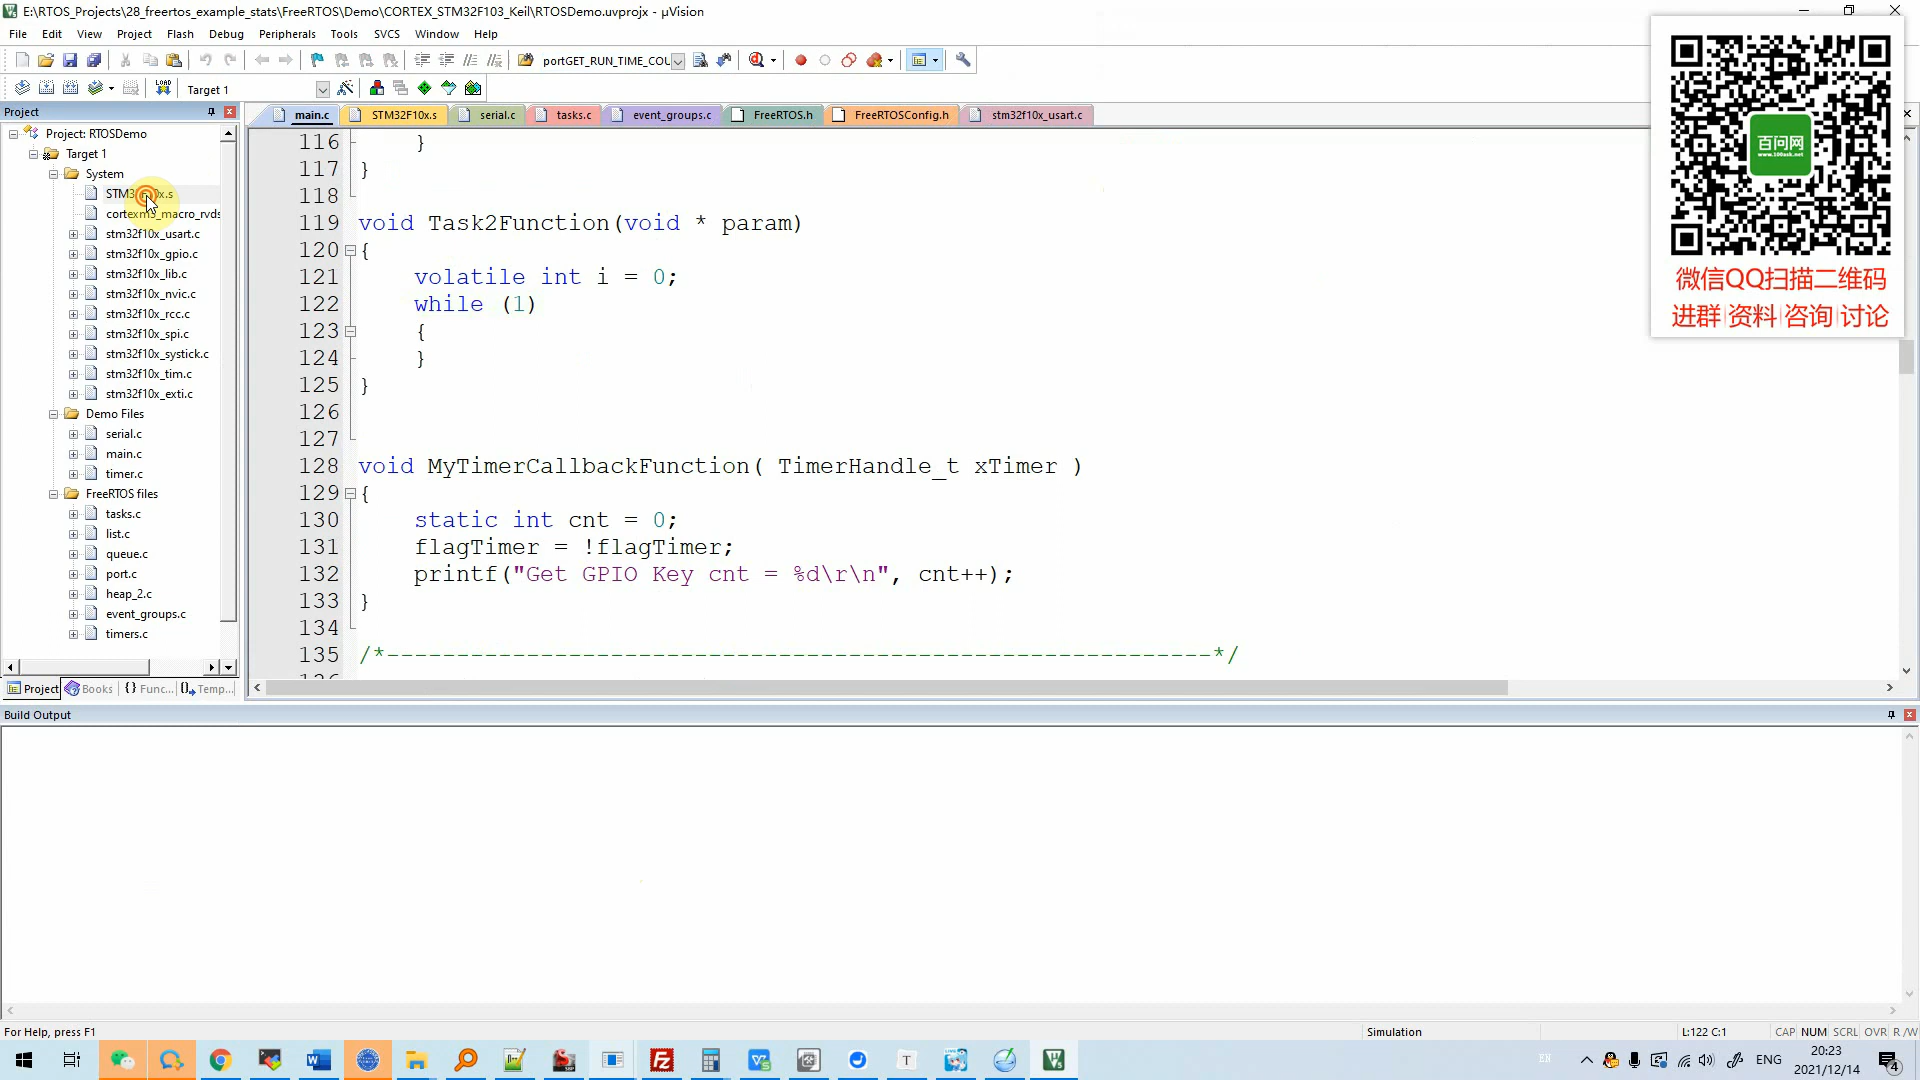 E:\RTOS_Projects\28_freertos_example_stats\FreeRTOS\Demo\CORTEX_STM32F103_Keil\RTOSDemo.uvprojx - µVision
File Edit View Project Flash Debug Peripherals Tools SVCS Window Help
portGET_RUN_TIME_COU
LOAD
Target 1
Project
Project: RTOSDemo
Target 1
System
cortexm3_macro_rvds
stm32f10x_usart.c
stm32f10x_gpio.c
stm32f10x_lib.c
stm32f10x_nvic.c
stm32f10x_rcc.c
stm32f10x_spi.c
stm32f10x_systick.c
stm32f10x_tim.c
stm32f10x_exti.c
Demo Files
serial.c
main.c
timer.c
FreeRTOS files
tasks.c
list.c
queue.c
port.c
heap_2.c
event_groups.c
timers.c
Project Books {} Func... Temp...
main.c STM32F10x.s serial.c tasks.c event_groups.c FreeRTOS.h FreeRTOSConfig.h stm32f10x_usart.c
116 }
117 }
118
119 void Task2Function(void * param)
120 {
121 volatile int i = 0;
122 while (1)
123 {
124 }
125 }
126
127
128 void MyTimerCallbackFunction( TimerHandle_t xTimer )
129 {
130 static int cnt = 0;
131 flagTimer = !flagTimer;
132 printf("Get GPIO Key cnt = %d\r\n", cnt++);
133 }
134
135 /*-----------------------------------------------------------*/
百问网
www.100ask.net
微信QQ扫描二维码
进群|资料|咨询|讨论
Build Output
For Help, press F1
Simulation
L:122 C:1
CAP NUM SCRL OVR R/W
EN
ENG
20:23
2021/12/14
4